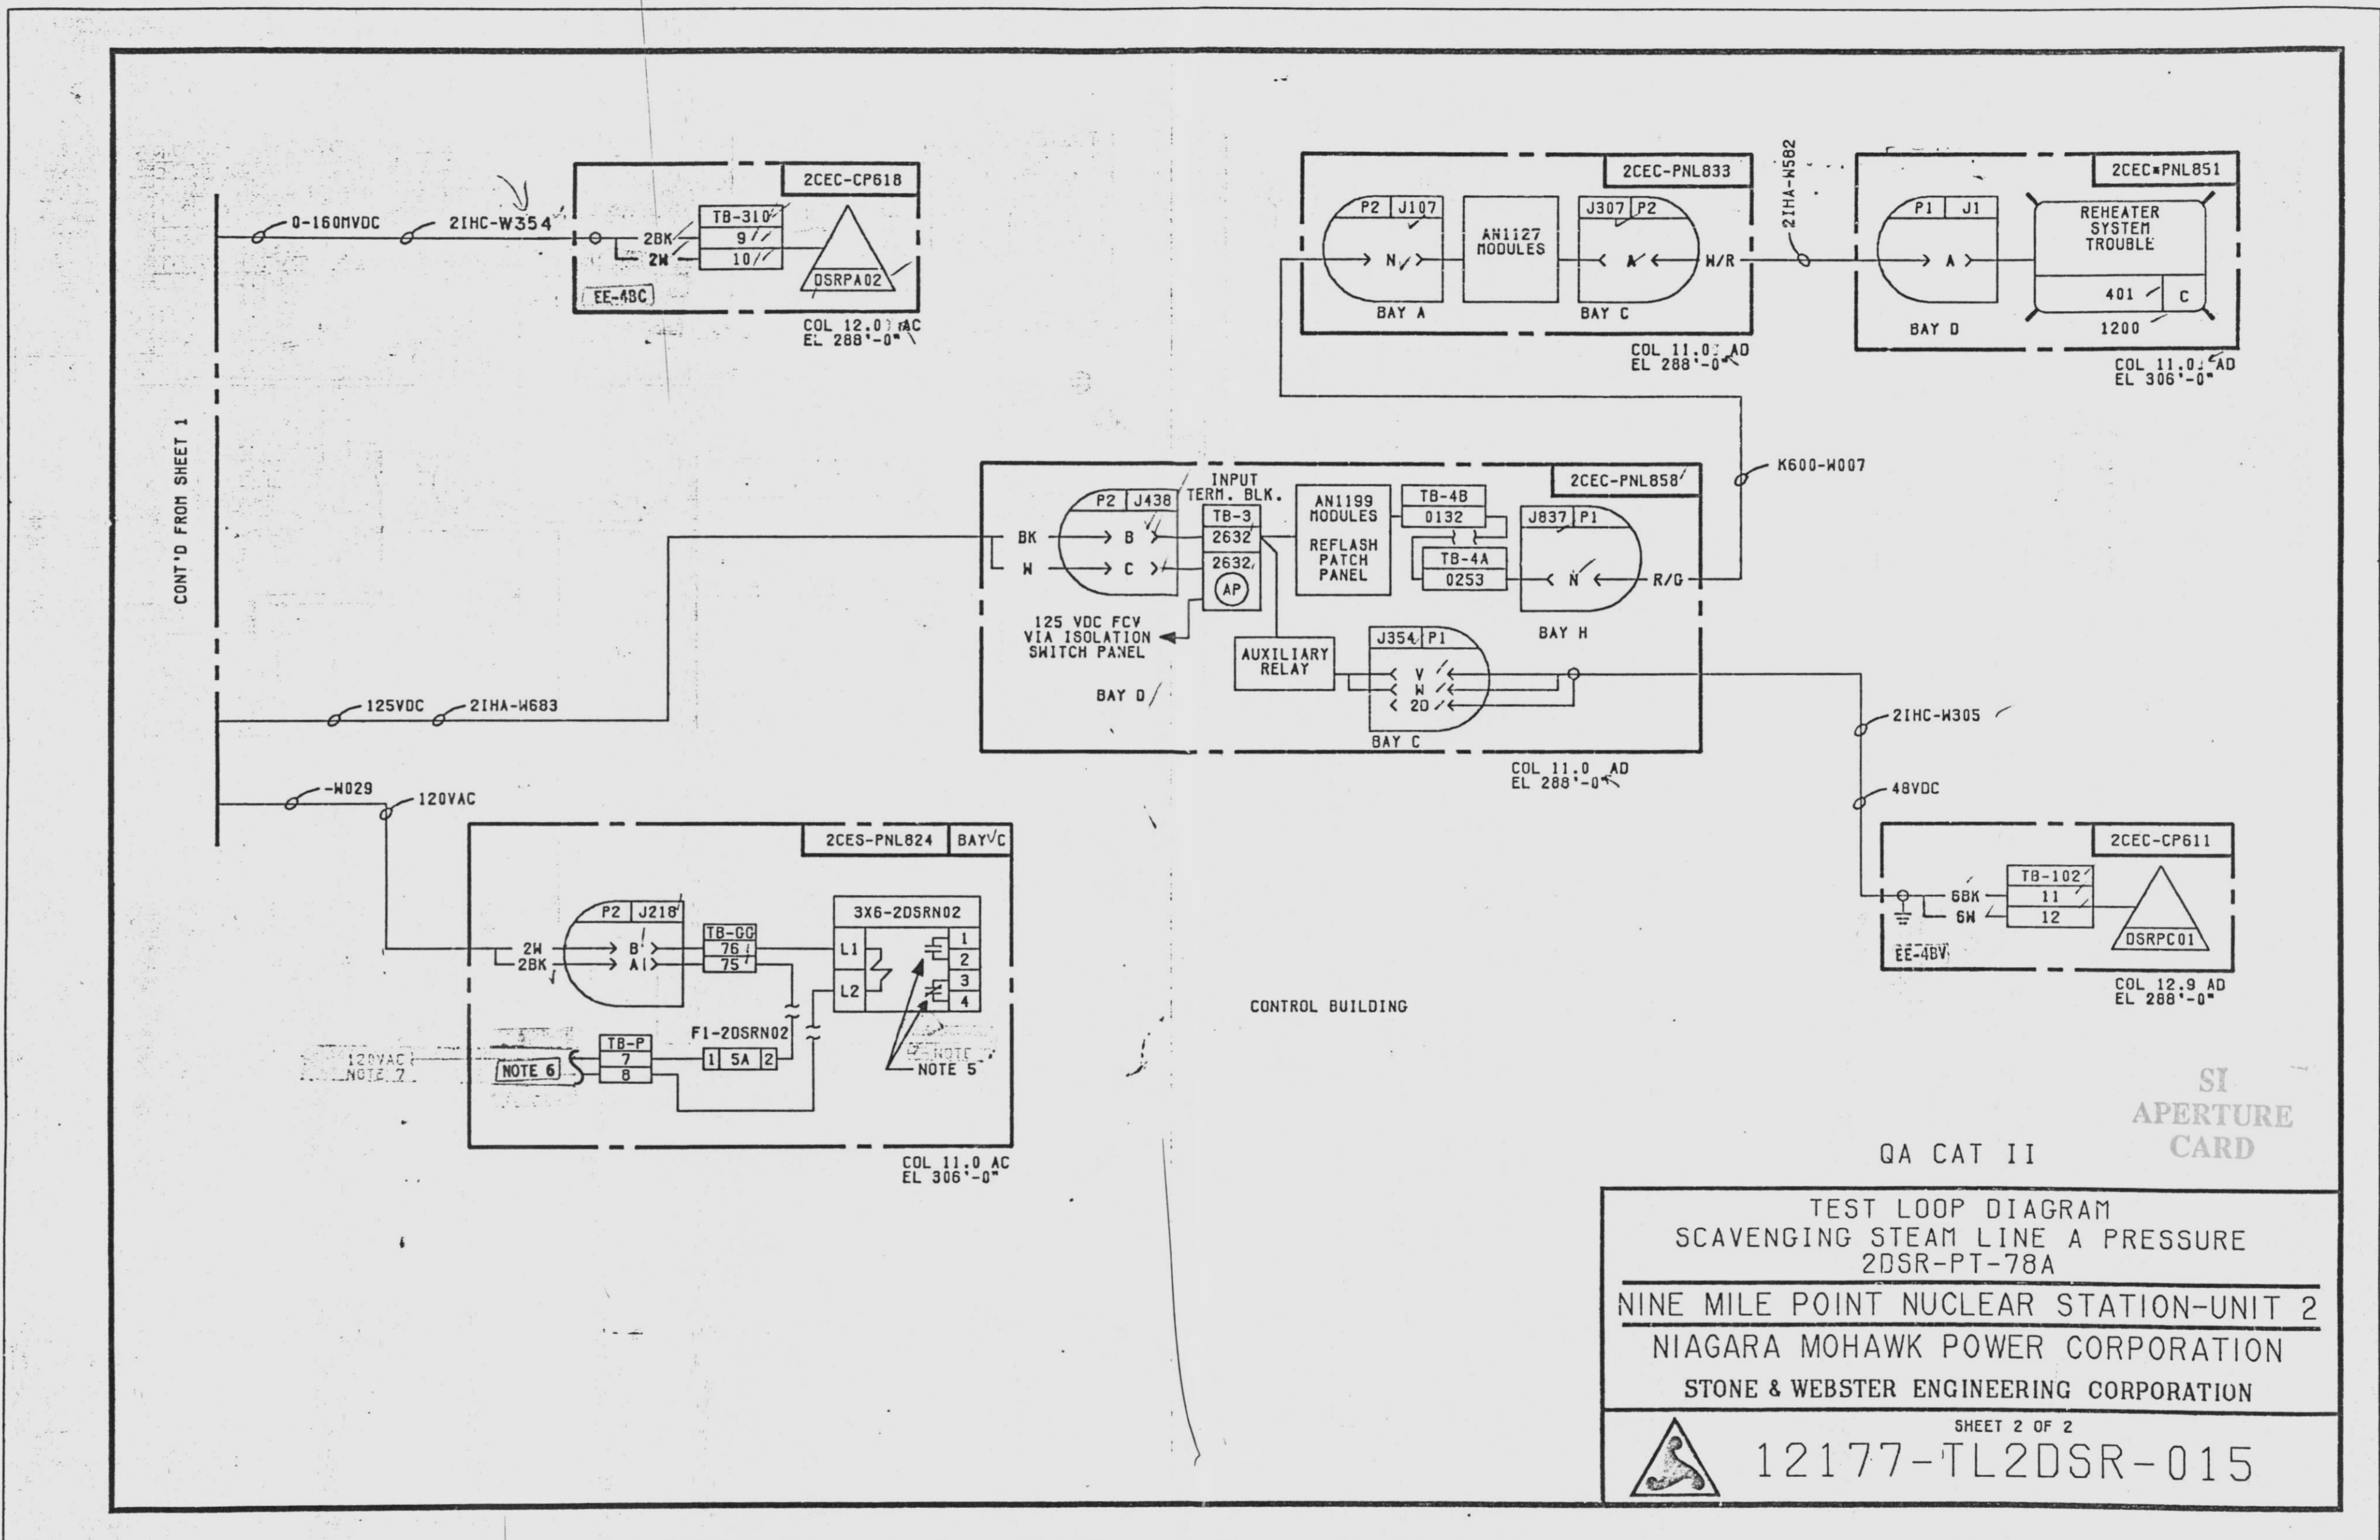 CONT'D FROM SHEET 1
0-160MVDC
2IHC-W354
2CEC-CP618
TB-310
2BK
9
2W
10
DSRPA02
EE-4BC
COL 12.0 AC
EL 288'-0"
2CEC-PNL833
P2 J107
N
BAY A
AN1127
MODULES
J307 P2
A
W/R
BAY C
COL 11.0 AD
EL 288'-0"
2IHA-W582
2CEC*PNL851
P1 J1
A
BAY D
REHEATER
SYSTEM
TROUBLE
401 C
1200
COL 11.0 AD
EL 306'-0"
K600-W007
2CEC-PNL858
BK
W
P2 J438
B
C
INPUT
TERM. BLK.
TB-3
2632
2632
AP
125 VDC FCV
VIA ISOLATION
SWITCH PANEL
BAY D
AN1199
MODULES
REFLASH
PATCH
PANEL
TB-4B
0132
TB-4A
0253
J837 P1
N
R/G
BAY H
AUXILIARY
RELAY
J354 P1
V
W
2D
BAY C
COL 11.0 AD
EL 288'-0"
125VDC
2IHA-W683
-W029
120VAC
2IHC-W305
48VDC
2CEC-CP611
TB-102
6BK
11
6W
12
DSRPC01
EE-4BV
COL 12.9 AD
EL 288'-0"
2CES-PNL824 BAY C
2W
2BK
P2 J218
B
A
TB-GG
76
75
3X6-2DSRN02
L1
L2
1
2
3
4
F1-2DSRN02
1 5A 2
TB-P
7
8
120VAC
NOTE 7
NOTE 6
NOTE
NOTE 5
COL 11.0 AC
EL 306'-0"
CONTROL BUILDING
SI
APERTURE
CARD
QA CAT II
TEST LOOP DIAGRAM
SCAVENGING STEAM LINE A PRESSURE
2DSR-PT-78A
NINE MILE POINT NUCLEAR STATION-UNIT 2
NIAGARA MOHAWK POWER CORPORATION
STONE & WEBSTER ENGINEERING CORPORATION
SHEET 2 OF 2
12177-TL2DSR-015